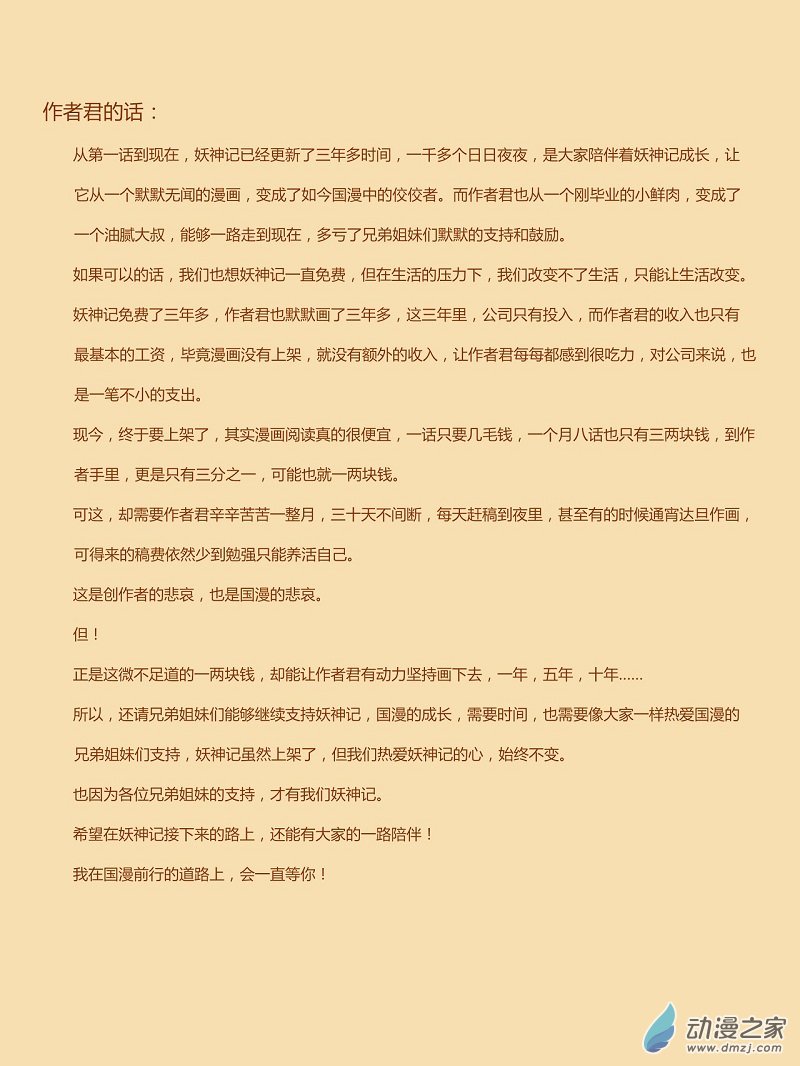 作者君的话：
从第一话到现在，妖神记已经更新了三年多时间，一千多个日日夜夜，是大家陪伴着妖神记成长，让
它从一个默默无闻的漫画，变成了如今国漫中的佼佼者。而作者君也从一个刚毕业的小鲜肉，变成了
一个油腻大叔，能够一路走到现在，多亏了兄弟姐妹们默默的支持和鼓励。
如果可以的话，我们也想妖神记一直免费，但在生活的压力下，我们改变不了生活，只能让生活改变。
妖神记免费了三年多，作者君也默默画了三年多，这三年里，公司只有投入，而作者君的收入也只有
最基本的工资，毕竟漫画没有上架，就没有额外的收入，让作者君每每都感到很吃力，对公司来说，也
是一笔不小的支出。
现今，终于要上架了，其实漫画阅读真的很便宜，一话只要几毛钱，一个月八话也只有三两块钱，到作
者手里，更是只有三分之一，可能也就一两块钱。
可这，却需要作者君辛辛苦苦一整月，三十天不间断，每天赶稿到夜里，甚至有的时候通宵达旦作画，
可得来的稿费依然少到勉强只能养活自己。
这是创作者的悲哀，也是国漫的悲哀。
但！
正是这微不足道的一两块钱，却能让作者君有动力坚持画下去，一年，五年，十年......
所以，还请兄弟姐妹们能够继续支持妖神记，国漫的成长，需要时间，也需要像大家一样热爱国漫的
兄弟姐妹们支持，妖神记虽然上架了，但我们热爱妖神记的心，始终不变。
也因为各位兄弟姐妹的支持，才有我们妖神记。
希望在妖神记接下来的路上，还能有大家的一路陪伴！
我在国漫前行的道路上，会一直等你！
动漫之家
www.dmzj.com